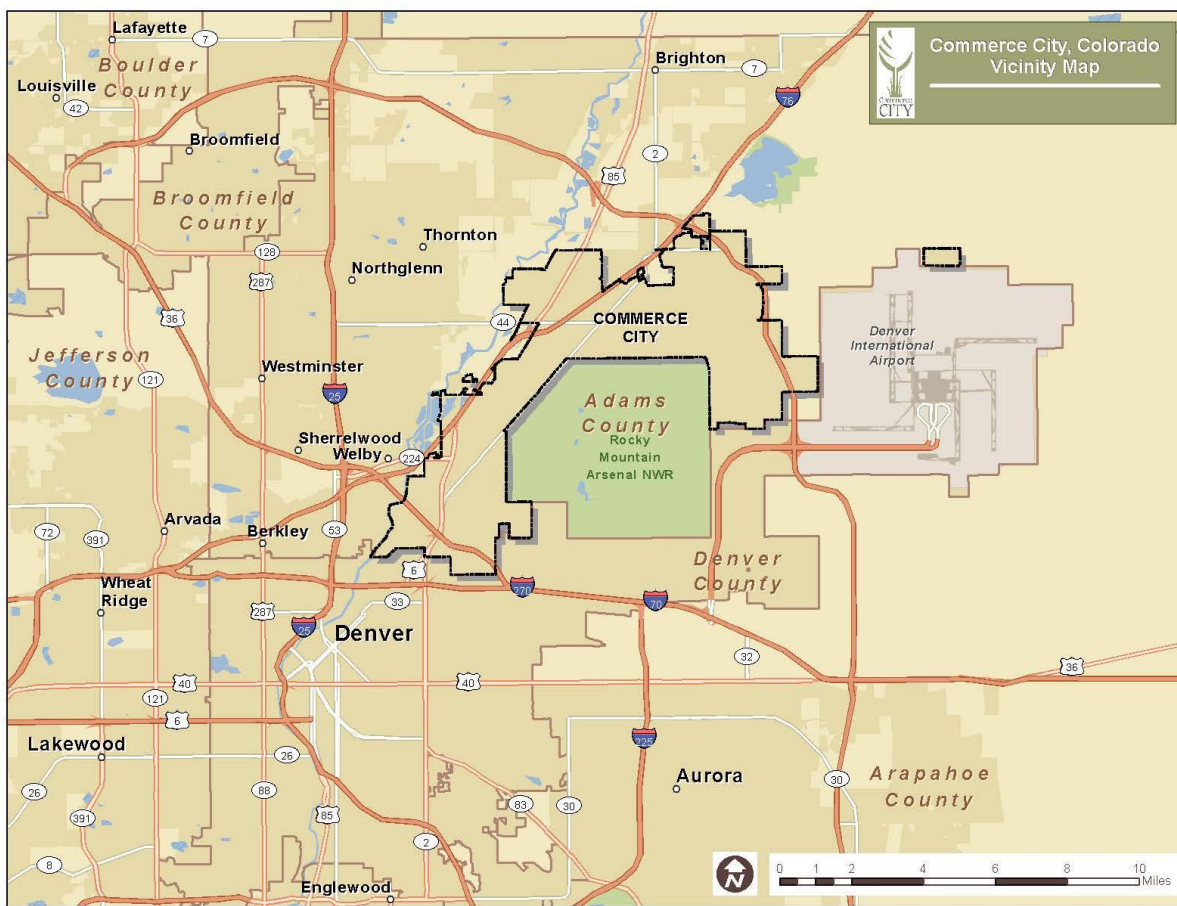 Commerce City, Colorado
Vicinity Map
Commerce
CITY
Lafayette
7
Boulder
County
Louisville
42
Brighton
7
76
Broomfield
2
85
Broomfield
County
Thornton
128
287
Northglenn
36
44
COMMERCE
CITY
Denver
International
Airport
Jefferson
County
Westminster
121
25
Adams
County
Rocky
Mountain
Arsenal NWR
Sherrelwood
Welby
224
72
391
Arvada
Berkley
53
Denver
County
6
270
70
Wheat
Ridge
287
33
25
Denver
32
36
40
40
121
6
225
Lakewood
26
Aurora
26
88
30
Arapahoe
County
391
85
83
30
8
2
Englewood
N
0 1 2 4 6 8 10
Miles